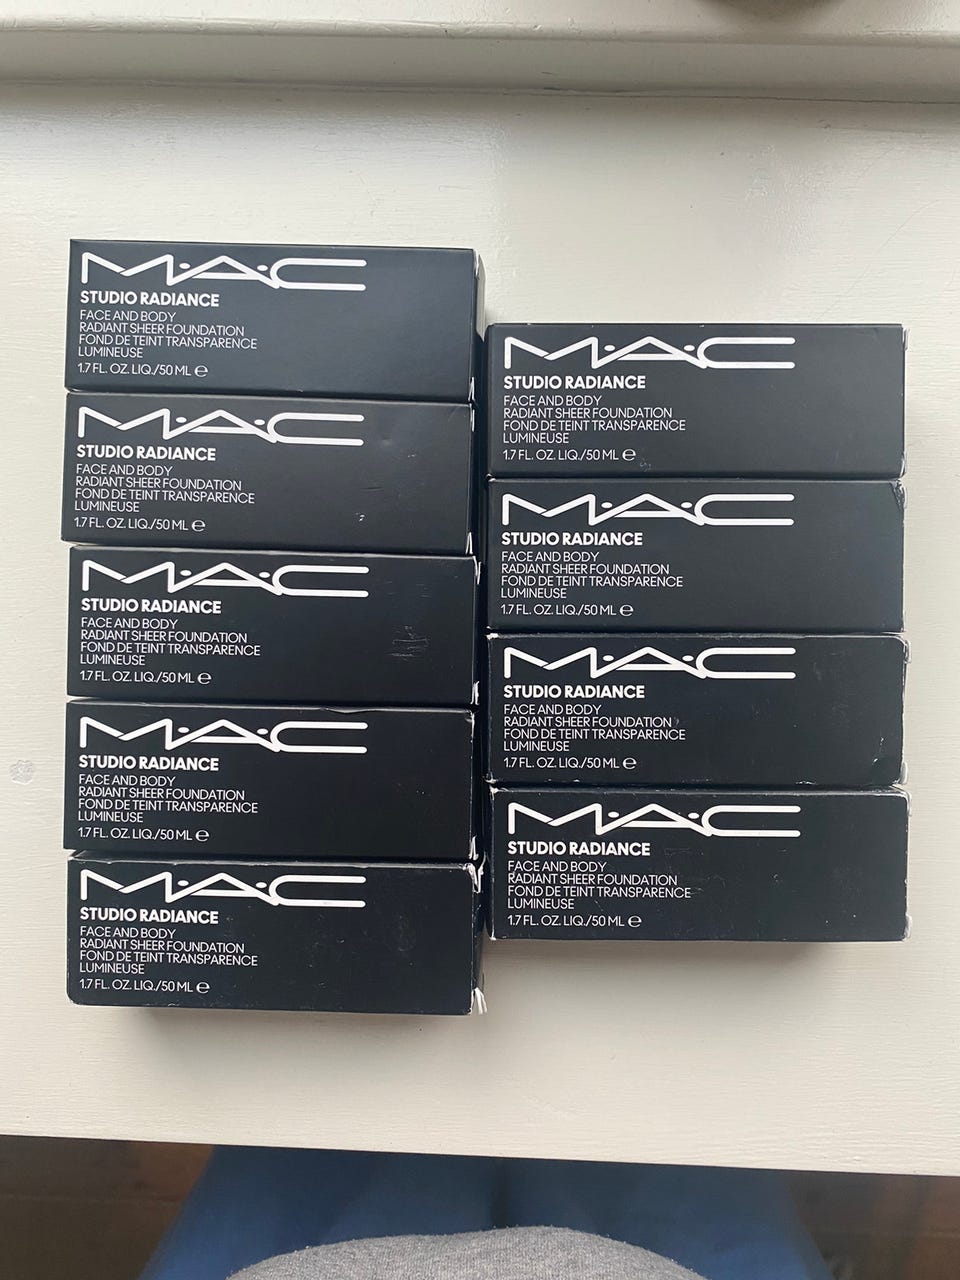 M·A·C
STUDIO RADIANCE
FACE AND BODY
RADIANT SHEER FOUNDATION
FOND DE TEINT TRANSPARENCE
LUMINEUSE
1.7 FL. OZ. LIQ./50 ML ℮
M·A·C
STUDIO RADIANCE
FACE AND BODY
RADIANT SHEER FOUNDATION
FOND DE TEINT TRANSPARENCE
LUMINEUSE
1.7 FL. OZ. LIQ./50 ML ℮
M·A·C
STUDIO RADIANCE
FACE AND BODY
RADIANT SHEER FOUNDATION
FOND DE TEINT TRANSPARENCE
LUMINEUSE
1.7 FL. OZ. LIQ./50 ML ℮
M·A·C
STUDIO RADIANCE
FACE AND BODY
RADIANT SHEER FOUNDATION
FOND DE TEINT TRANSPARENCE
LUMINEUSE
1.7 FL. OZ. LIQ./50 ML ℮
M·A·C
STUDIO RADIANCE
FACE AND BODY
RADIANT SHEER FOUNDATION
FOND DE TEINT TRANSPARENCE
LUMINEUSE
1.7 FL. OZ. LIQ./50 ML ℮
M·A·C
STUDIO RADIANCE
FACE AND BODY
RADIANT SHEER FOUNDATION
FOND DE TEINT TRANSPARENCE
LUMINEUSE
1.7 FL. OZ. LIQ./50 ML ℮
M·A·C
STUDIO RADIANCE
FACE AND BODY
RADIANT SHEER FOUNDATION
FOND DE TEINT TRANSPARENCE
LUMINEUSE
1.7 FL. OZ. LIQ./50 ML ℮
M·A·C
STUDIO RADIANCE
FACE AND BODY
RADIANT SHEER FOUNDATION
FOND DE TEINT TRANSPARENCE
LUMINEUSE
1.7 FL. OZ. LIQ./50 ML ℮
M·A·C
STUDIO RADIANCE
FACE AND BODY
RADIANT SHEER FOUNDATION
FOND DE TEINT TRANSPARENCE
LUMINEUSE
1.7 FL. OZ. LIQ./50 ML ℮